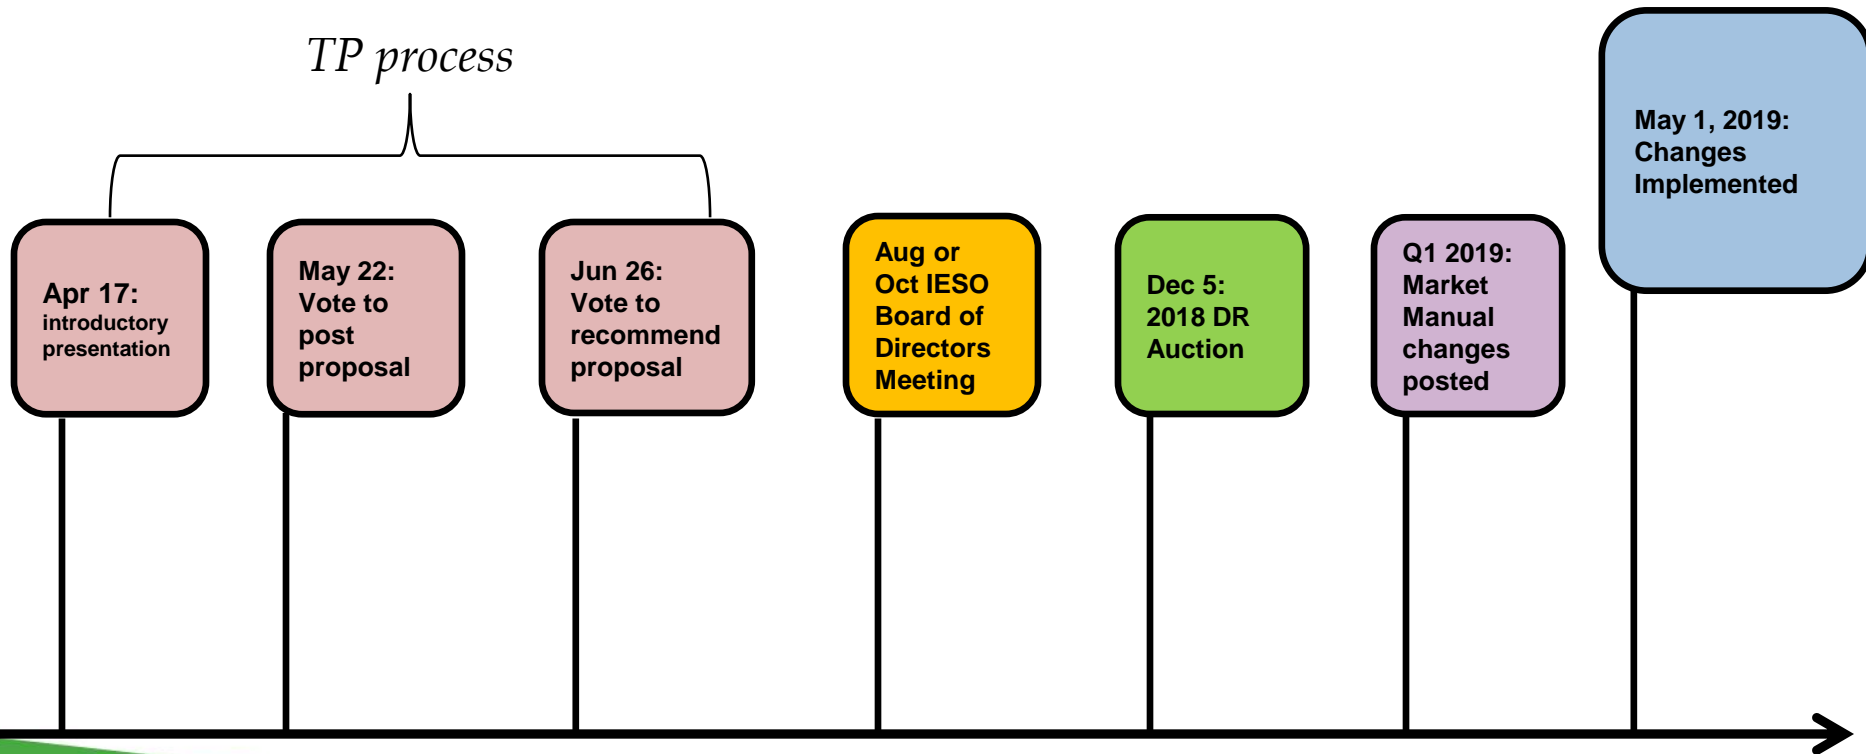 TP process
Apr 17:
introductory
presentation
May 22:
Vote to
post
proposal
Jun 26:
Vote to
recommend
proposal
Aug or
Oct IESO
Board of
Directors
Meeting
Dec 5:
2018 DR
Auction
Q1 2019:
Market
Manual
changes
posted
May 1, 2019:
Changes
Implemented